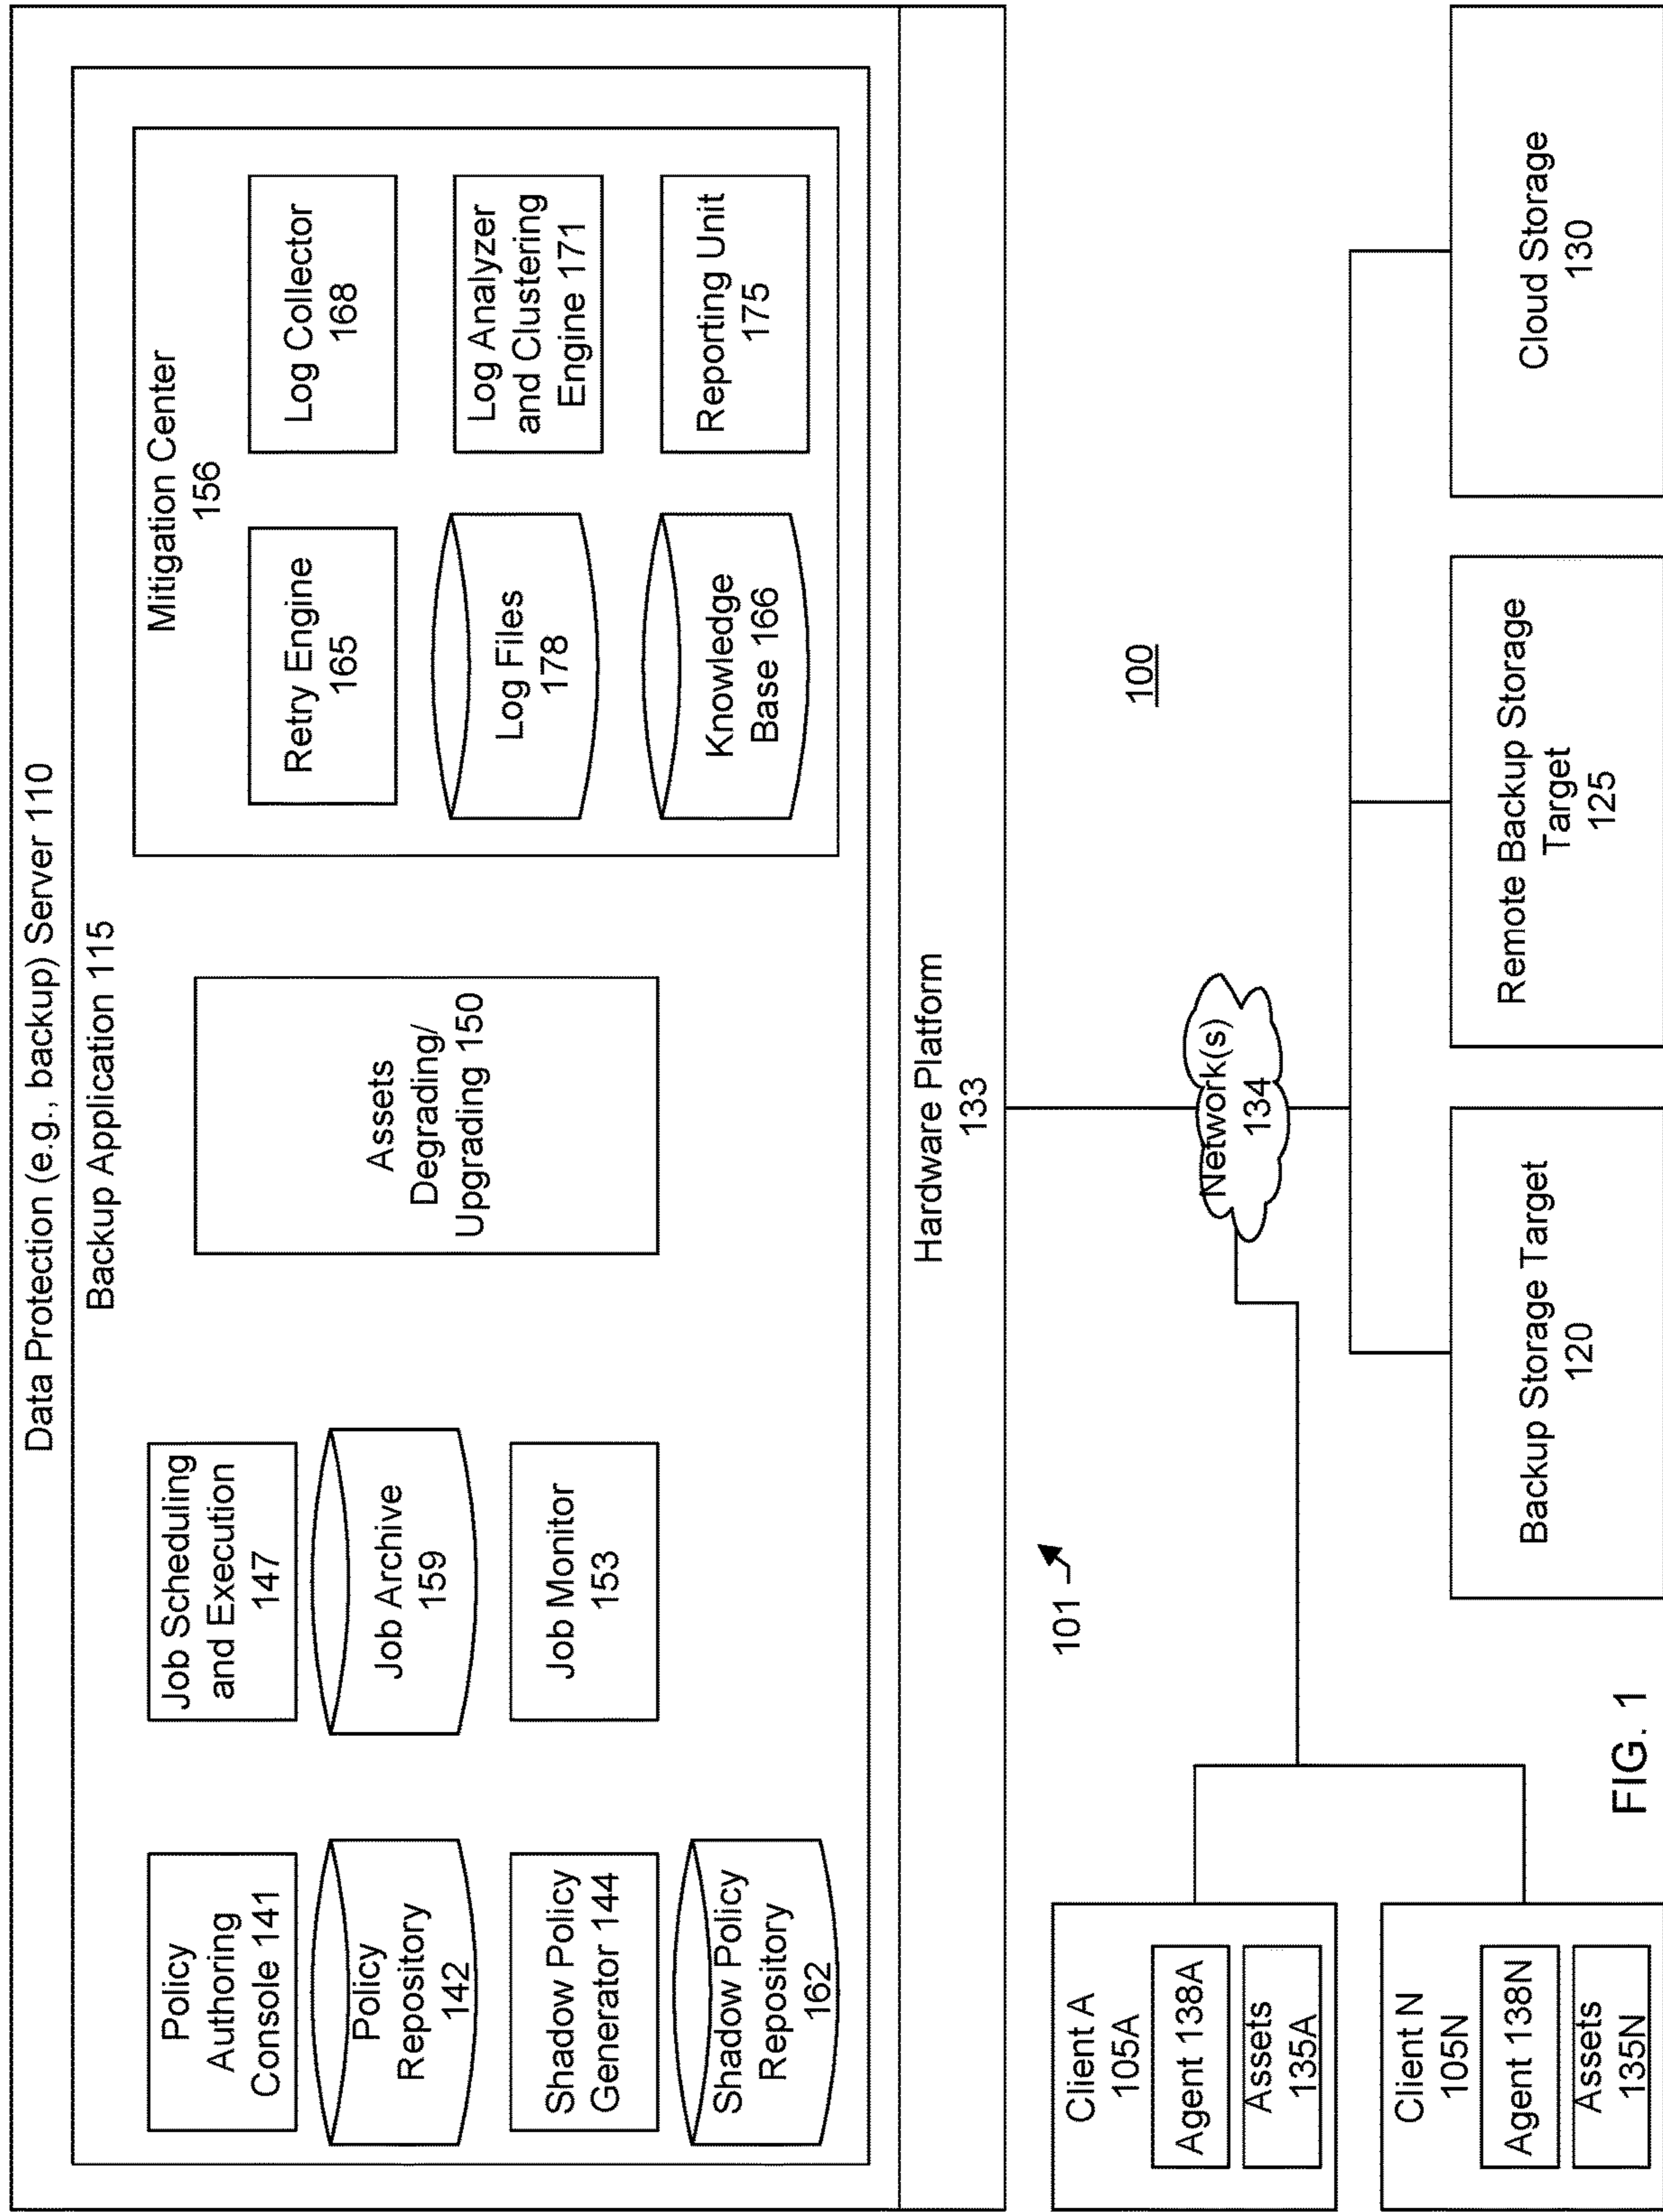 Data Protection (e.g., backup) Server 110
Backup Application 115
Policy
Authoring
Console 141
Policy
Repository
142
Shadow Policy
Generator 144
Shadow Policy
Repository
162
Job Scheduling
and Execution
147
Job Archive
159
Job Monitor
153
Assets
Degrading/
Upgrading 150
Mitigation Center
156
Retry Engine
165
Log Files
178
Knowledge
Base 166
Log Collector
168
Log Analyzer
and Clustering
Engine 171
Reporting Unit
175
Hardware Platform
133
Client A
105A
Agent 138A
Assets
135A
Client N
105N
Agent 138N
Assets
135N
101
Network(s)
134
100
Backup Storage Target
120
Remote Backup Storage
Target
125
Cloud Storage
130
FIG. 1